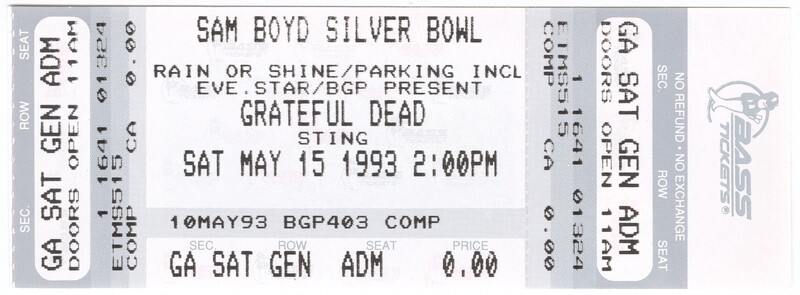 SEAT
ROW
SEC.
GA SAT GEN ADM
DOORS OPEN 11AM
1 1641 01324
ETMS515 CA 0.00
SAM BOYD SILVER BOWL
RAIN OR SHINE/PARKING INCL
EVE.STAR/BGP PRESENT
GRATEFUL DEAD
STING
SAT MAY 15 1993 2:00PM
10MAY93 BGP403 COMP
SEC. ROW SEAT PRICE
GA SAT GEN ADM 0.00
ETMS515 1 1641 01324
COMP CA 0.00
GA SAT GEN ADM
DOORS OPEN 11AM
SEC.
ROW
SEAT
NO REFUND • NO EXCHANGE
BASS
TICKETS®